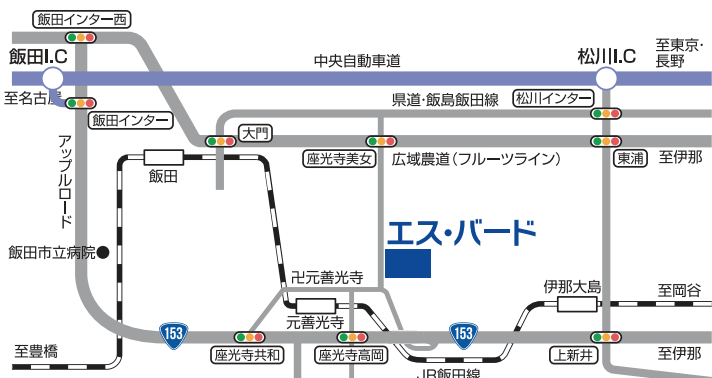 飯田インター西
飯田I.C
中央自動車道
松川I.C
至東京・
長野
至名古屋
飯田インター
県道・飯島飯田線
松川インター
大門
座光寺美女
広域農道（フルーツライン）
東浦
至伊那
アップルロード
飯田
飯田市立病院
エス・バード
卍元善光寺
伊那大島
至岡谷
元善光寺
153
153
座光寺共和
座光寺高岡
上新井
至伊那
至豊橋
JR飯田線